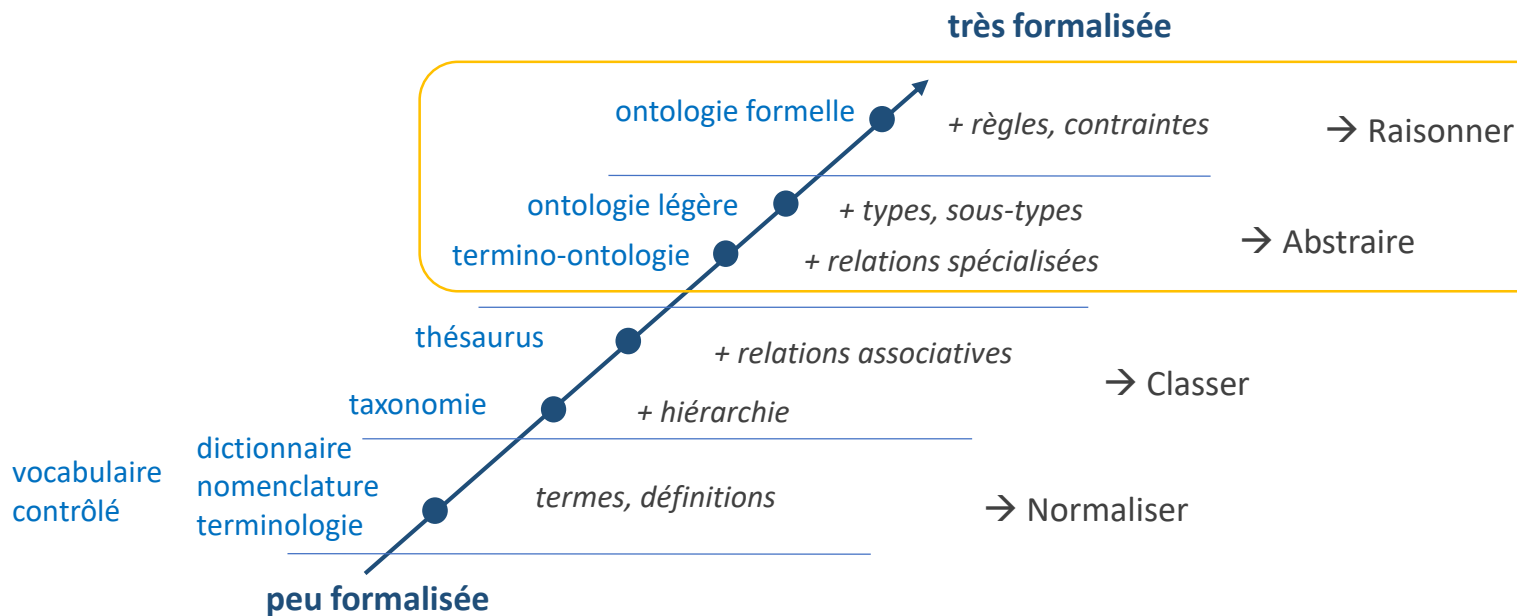 très formalisée
ontologie formelle
+ règles, contraintes
→ Raisonner
ontologie légère
+ types, sous-types
termino-ontologie
+ relations spécialisées
→ Abstraire
thésaurus
+ relations associatives
→ Classer
taxonomie
+ hiérarchie
vocabulaire
contrôlé
dictionnaire
nomenclature
terminologie
termes, définitions
→ Normaliser
peu formalisée